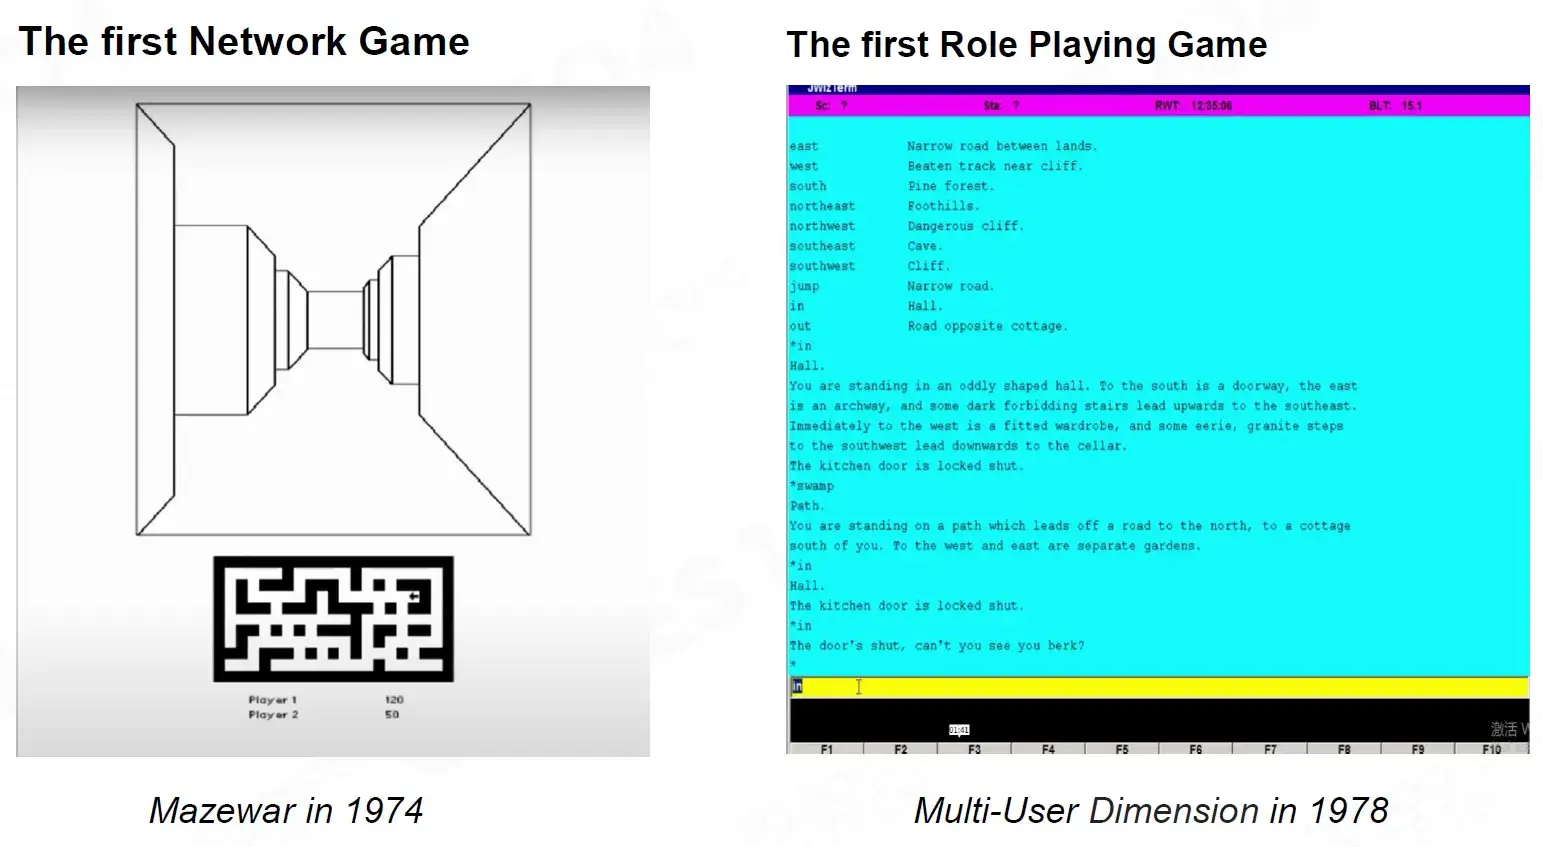 The first Network Game
Player 1 120
Player 2 50
Mazewar in 1974
The first Role Playing Game
JWizTerm
Sc: ? Sta: ? RWT: 12:35:06 BLT: 15,1
east Narrow road between lands.
west Beaten track near cliff.
south Pine forest.
northeast Foothills.
northwest Dangerous cliff.
southeast Cave.
southwest Cliff.
jump Narrow road.
in Hall.
out Road opposite cottage.
*in
Hall.
You are standing in an oddly shaped hall. To the south is a doorway, the east
is an archway, and some dark forbidding stairs lead upwards to the southeast.
Immediately to the west is a fitted wardrobe, and some eerie, granite steps
to the southwest lead downwards to the cellar.
The kitchen door is locked shut.
*swamp
Path.
You are standing on a path which leads off a road to the north, to a cottage
south of you. To the west and east are separate gardens.
*in
Hall.
The kitchen door is locked shut.
*in
The door's shut, can't you see you berk?
*
in
01:41
激活 W
F1 F2 F3 F4 F5 F6 F7 F8 F9 F10
Multi-User Dimension in 1978